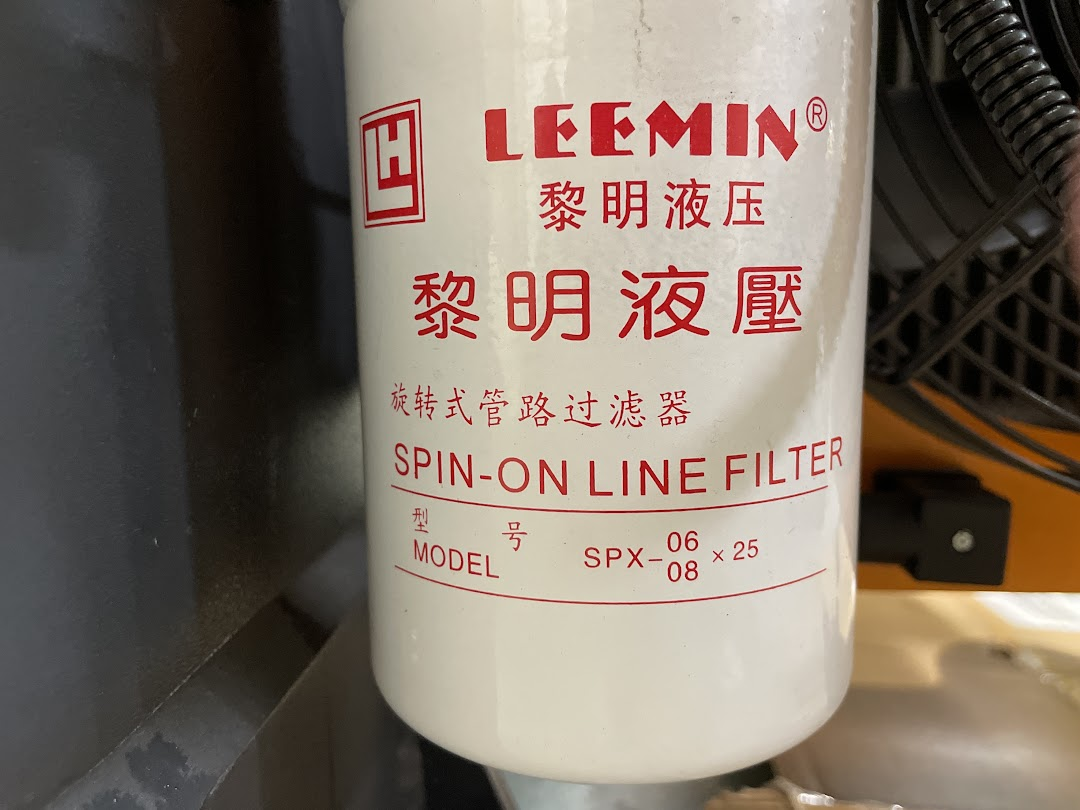 LEEMIN®
黎明液压
黎明液壓
旋转式管路过滤器
SPIN-ON LINE FILTER
型 号
MODEL SPX-06/08 × 25